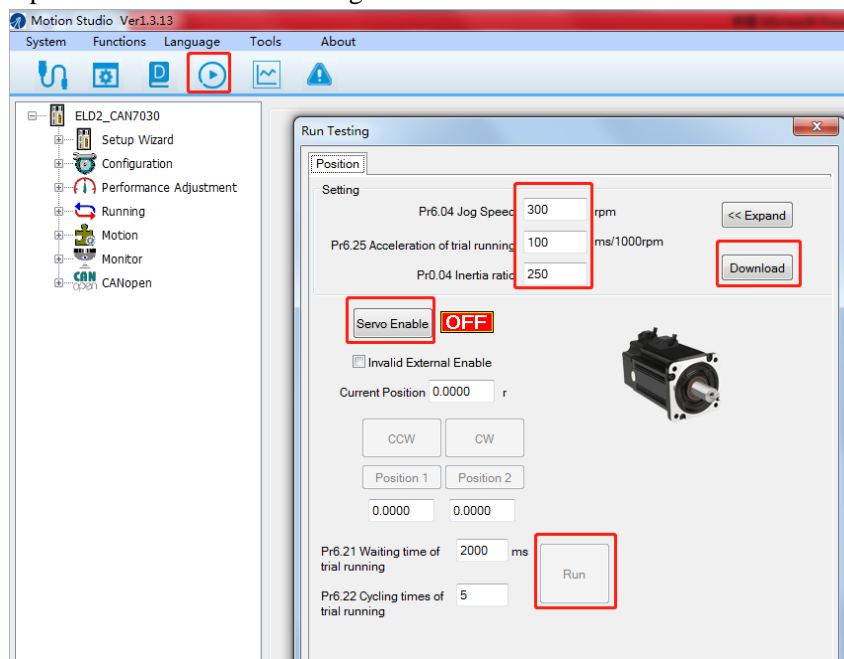 Motion Studio Ver1.3.13
System Functions Language Tools About
D
ELD2_CAN7030
Setup Wizard
Configuration
Performance Adjustment
Running
Motion
Monitor
CAN open CANopen
Run Testing
Position
Setting
Pr6.04 Jog Speed 300 rpm
<< Expand
Pr6.25 Acceleration of trial running 100 ms/1000rpm
Pr0.04 Inertia ratio 250
Download
Servo Enable OFF
Invalid External Enable
Current Position 0.0000 r
CCW CW
Position 1 Position 2
0.0000 0.0000
Pr6.21 Waiting time of 2000 ms
trial running
Run
Pr6.22 Cycling times of 5
trial running